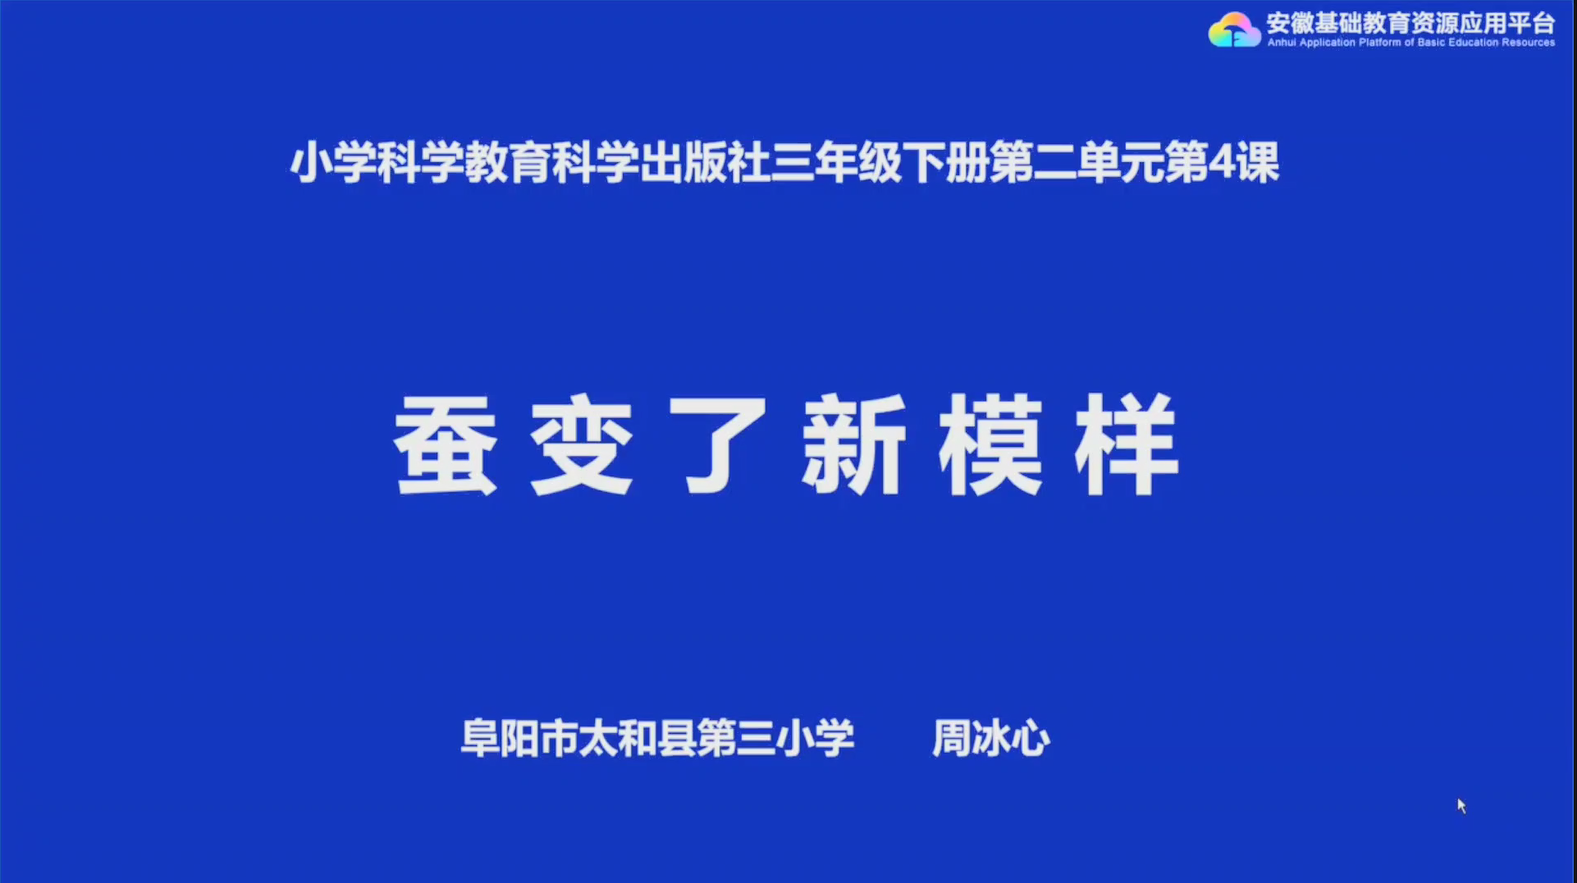 安徽基础教育资源应用平台
Anhui Application Platform of Basic Education Resources
小学科学教育科学出版社三年级下册第二单元第4课
蚕变了新模样
阜阳市太和县第三小学 周冰心